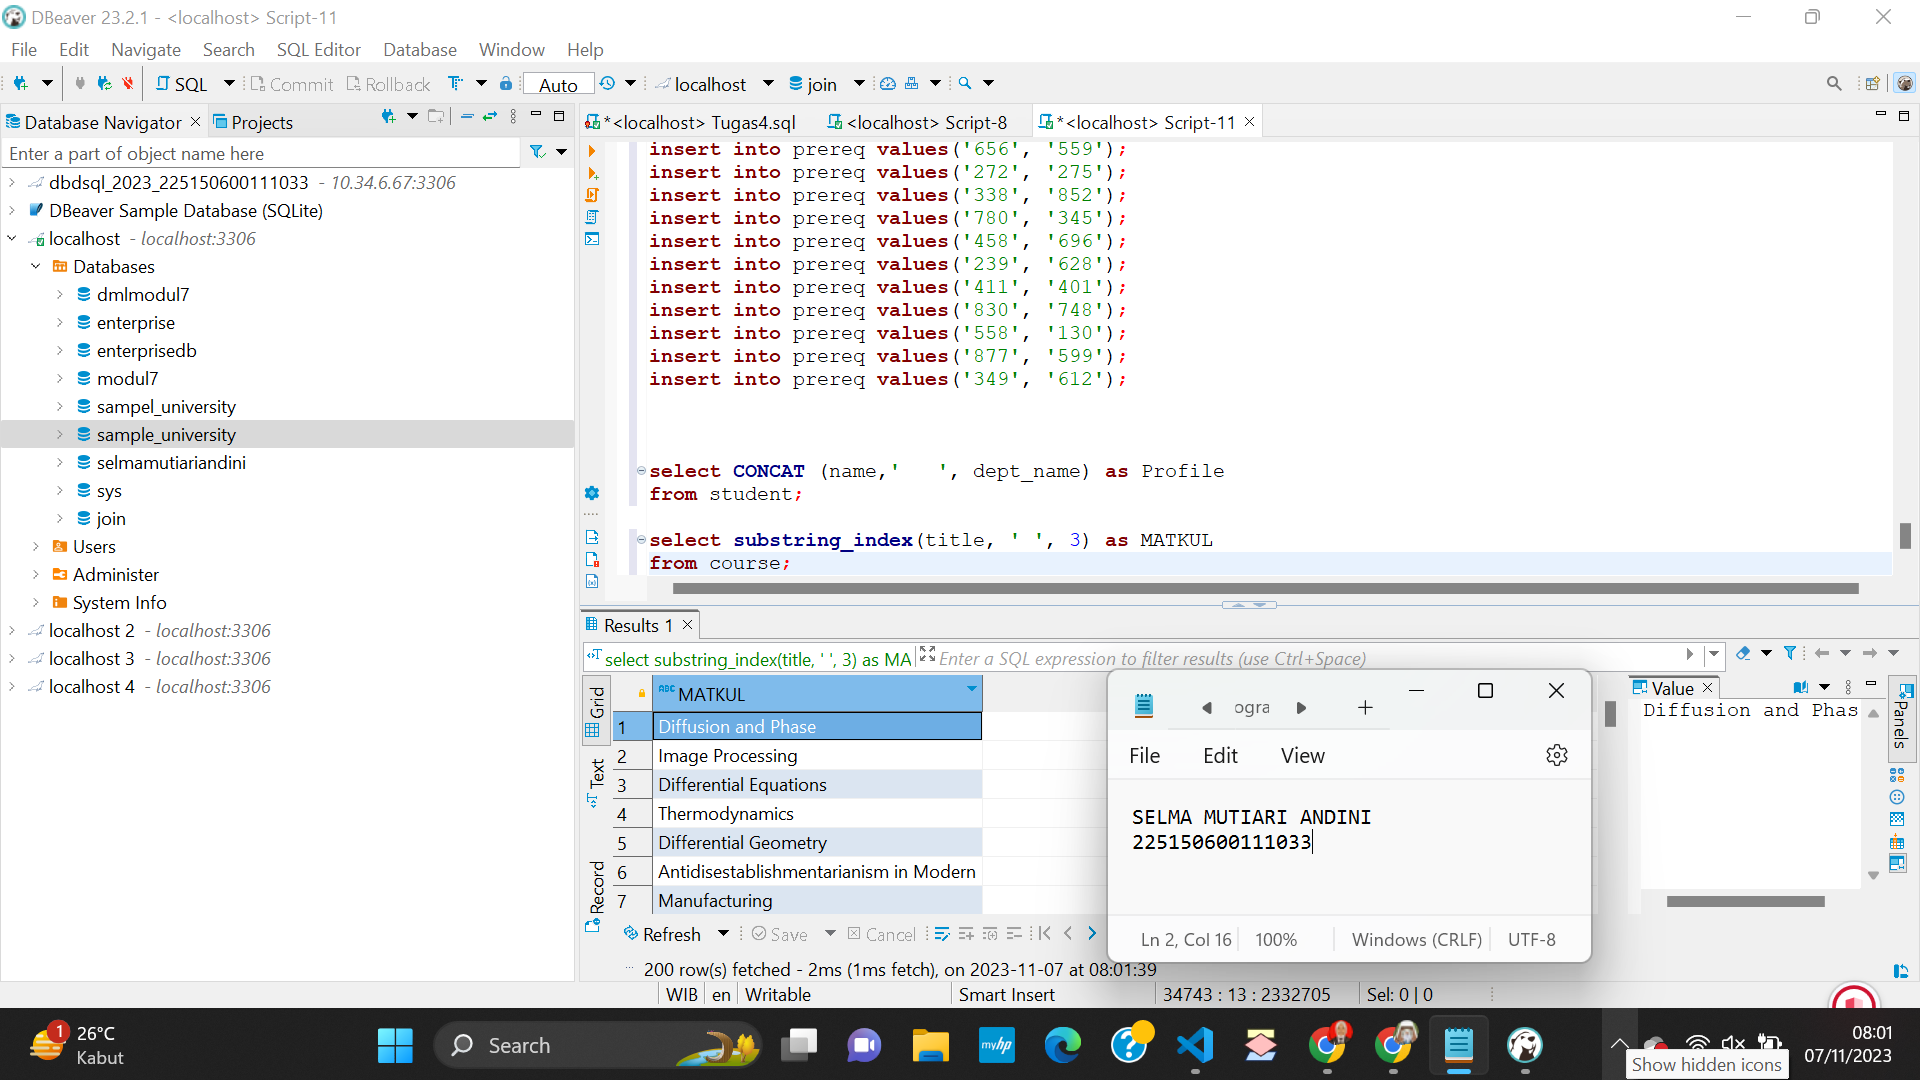 DBeaver 23.2.1 - <localhost> Script-11
File Edit Navigate Search SQL Editor Database Window Help
SQL Commit Rollback Auto localhost join
Database Navigator Projects
*<localhost> Tugas4.sql <localhost> Script-8 *<localhost> Script-11
Enter a part of object name here
dbdsql_2023_225150600111033 - 10.34.6.67:3306
DBeaver Sample Database (SQLite)
localhost - localhost:3306
Databases
dmlmodul7
enterprise
enterprisedb
modul7
sampel_university
sample_university
selmamutiariandini
sys
join
Users
Administer
System Info
localhost 2 - localhost:3306
localhost 3 - localhost:3306
localhost 4 - localhost:3306
insert into prereq values('656', '559');
insert into prereq values('272', '275');
insert into prereq values('338', '852');
insert into prereq values('780', '345');
insert into prereq values('458', '696');
insert into prereq values('239', '628');
insert into prereq values('411', '401');
insert into prereq values('830', '748');
insert into prereq values('558', '130');
insert into prereq values('877', '599');
insert into prereq values('349', '612');
select CONCAT (name,'   ', dept_name) as Profile
from student;
select substring_index(title, ' ', 3) as MATKUL
from course;
Results 1
select substring_index(title, ' ', 3) as MA Enter a SQL expression to filter results (use Ctrl+Space)
Grid
Text
Record
ABC MATKUL
1 Diffusion and Phase
2 Image Processing
3 Differential Equations
4 Thermodynamics
5 Differential Geometry
6 Antidisestablishmentarianism in Modern
7 Manufacturing
Refresh Save Cancel
200 row(s) fetched - 2ms (1ms fetch), on 2023-11-07 at 08:01:39
WIB en Writable Smart Insert 34743 : 13 : 2332705 Sel: 0 | 0
ogra
File Edit View
SELMA MUTIARI ANDINI
225150600111033
Ln 2, Col 16 100% Windows (CRLF) UTF-8
Value
Diffusion and Phas
Panels
1
26°C
Kabut
Search
myhp
?
08:01
07/11/2023
Show hidden icons